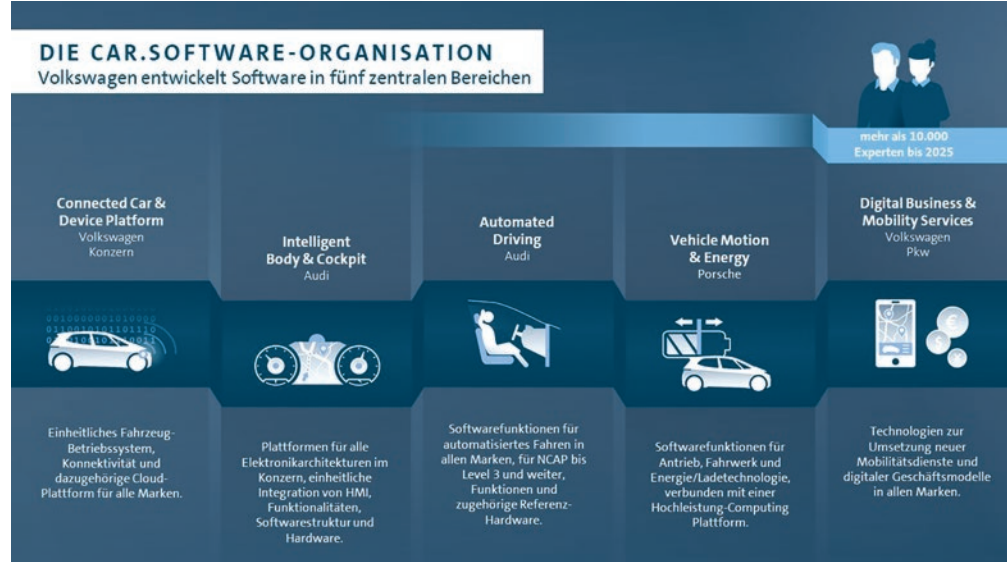 DIE CAR.SOFTWARE-ORGANISATION
Volkswagen entwickelt Software in fünf zentralen Bereichen
mehr als 10.000
Experten bis 2025
Connected Car &
Device Platform
Volkswagen
Konzern
Intelligent
Body & Cockpit
Audi
Automated
Driving
Audi
Vehicle Motion
& Energy
Porsche
Digital Business &
Mobility Services
Volkswagen
Pkw
Einheitliches Fahrzeug-
Betriebssystem,
Konnektivität und
dazugehörige Cloud-
Plattform für alle Marken.
Plattformen für alle
Elektronikarchitekturen im
Konzern, einheitliche
Integration von HMI,
Funktionalitäten,
Softwarestruktur und
Hardware.
Softwarefunktionen für
automatisiertes Fahren in
allen Marken, für NCAP bis
Level 3 und weiter,
Funktionen und
zugehörige Referenz-
Hardware.
Softwarefunktionen für
Antrieb, Fahrwerk und
Energie/Ladetechnologie,
verbunden mit einer
Hochleistung-Computing
Plattform.
Technologien zur
Umsetzung neuer
Mobilitätsdienste und
digitaler Geschäftsmodelle
in allen Marken.
€
$
¥